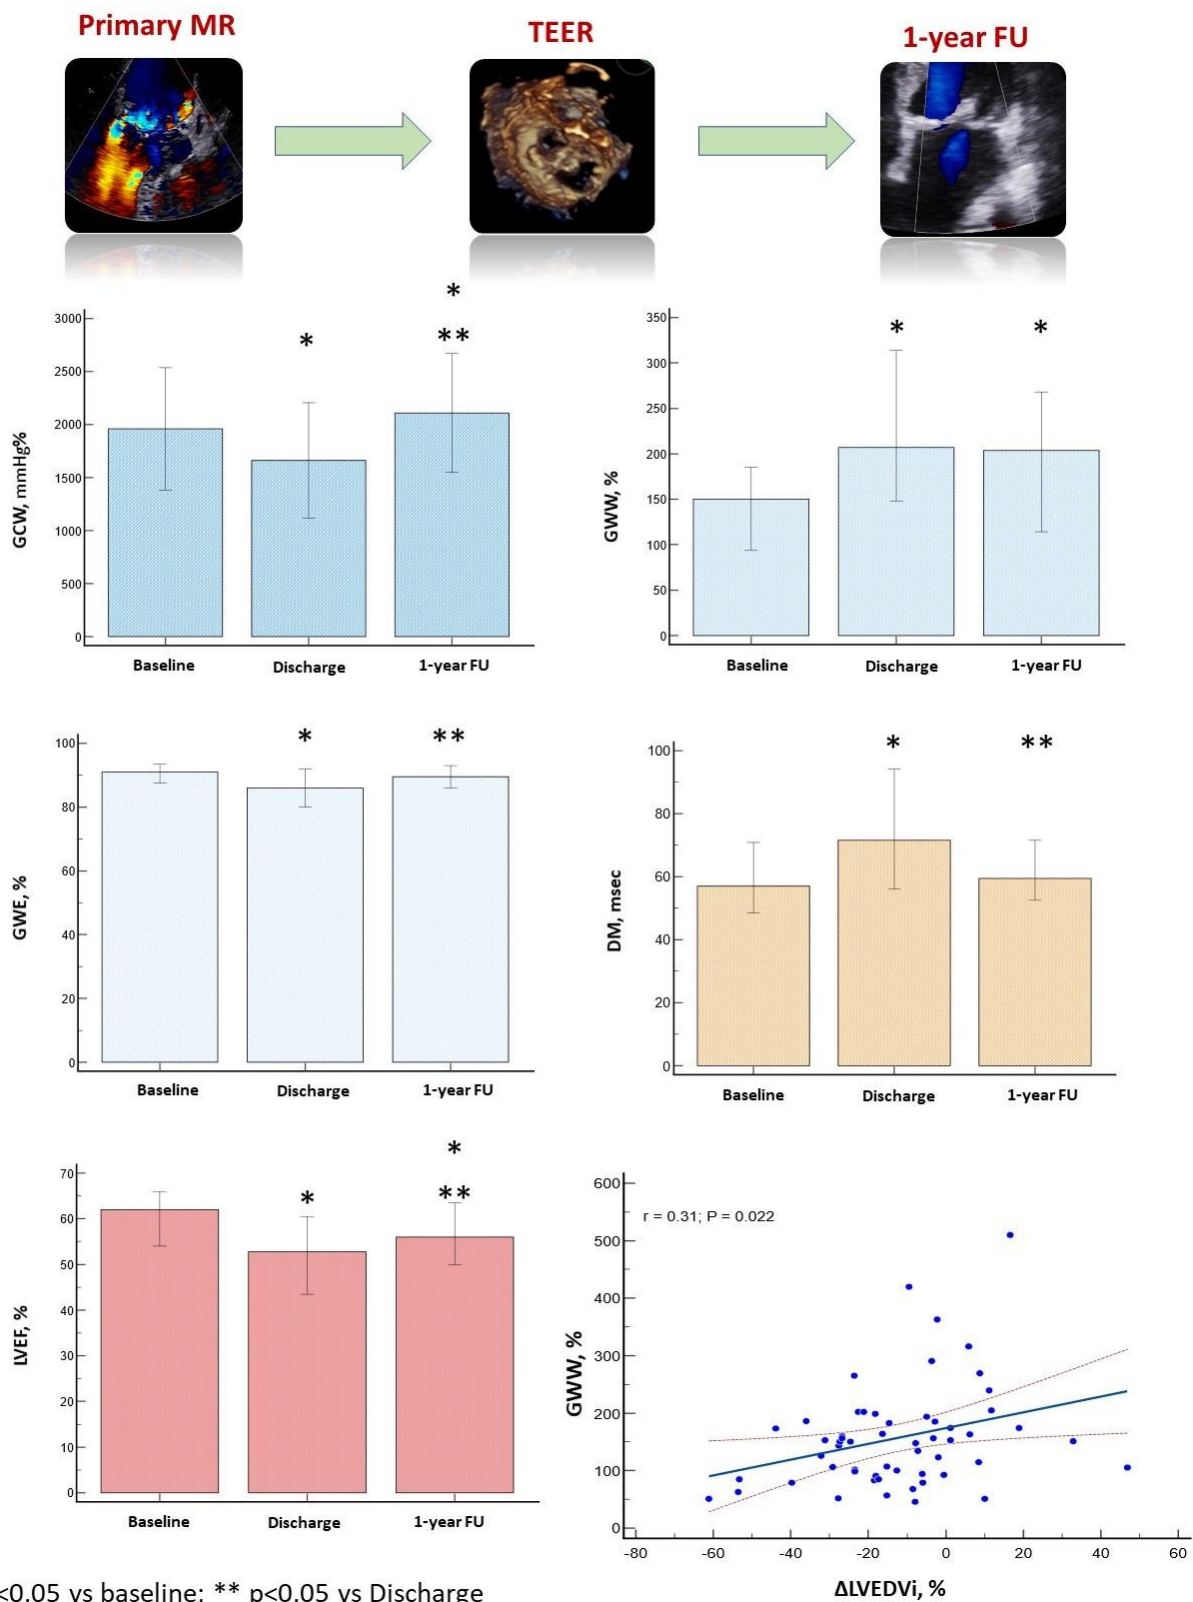 Primary MR
TEER
1-year FU
*
**
*
3000
2500
2000
1500
1000
500
0
GCW, mmHg%
Baseline
Discharge
1-year FU
*
*
350
300
250
200
150
100
50
0
GWW, %
Baseline
Discharge
1-year FU
*
**
100
80
60
40
20
0
GWE, %
Baseline
Discharge
1-year FU
*
**
100
80
60
40
20
0
DM, msec
Baseline
Discharge
1-year FU
*
**
*
70
60
50
40
30
20
10
0
LVEF, %
Baseline
Discharge
1-year FU
r = 0.31; P = 0.022
600
500
400
300
200
100
0
GWW, %
-80 -60 -40 -20 0 20 40 60
ΔLVEDVi, %
<0.05 vs baseline; ** p<0.05 vs Discharge